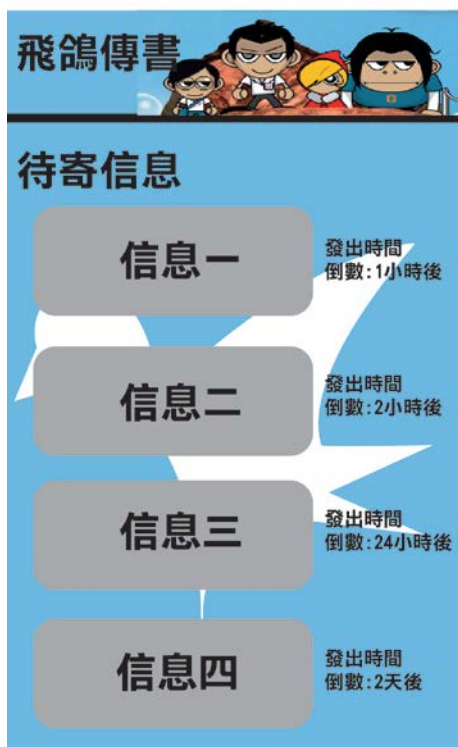 飛鴿傳書
待寄信息
信息一
發出時間
倒數:1小時後
信息二
發出時間
倒數:2小時後
信息三
發出時間
倒數:24小時後
信息四
發出時間
倒數:2天後